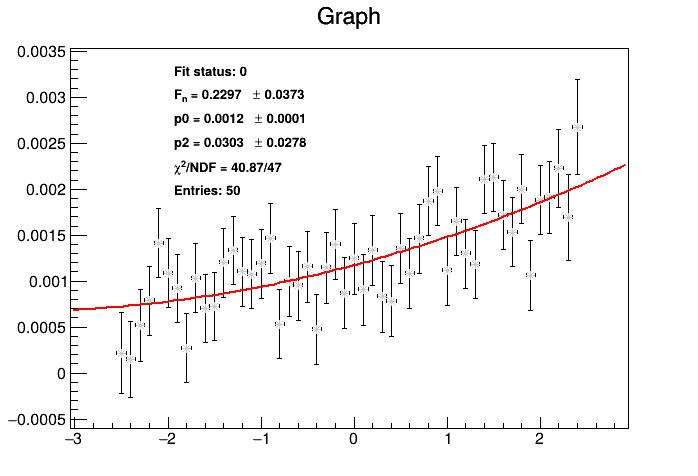 Graph
0.0035
0.003
0.0025
0.002
0.0015
0.001
0.0005
0
−0.0005
Fit status: 0
Fn = 0.2297 ± 0.0373
p0 = 0.0012 ± 0.0001
p2 = 0.0303 ± 0.0278
χ²/NDF = 40.87/47
Entries: 50
−3 −2 −1 0 1 2